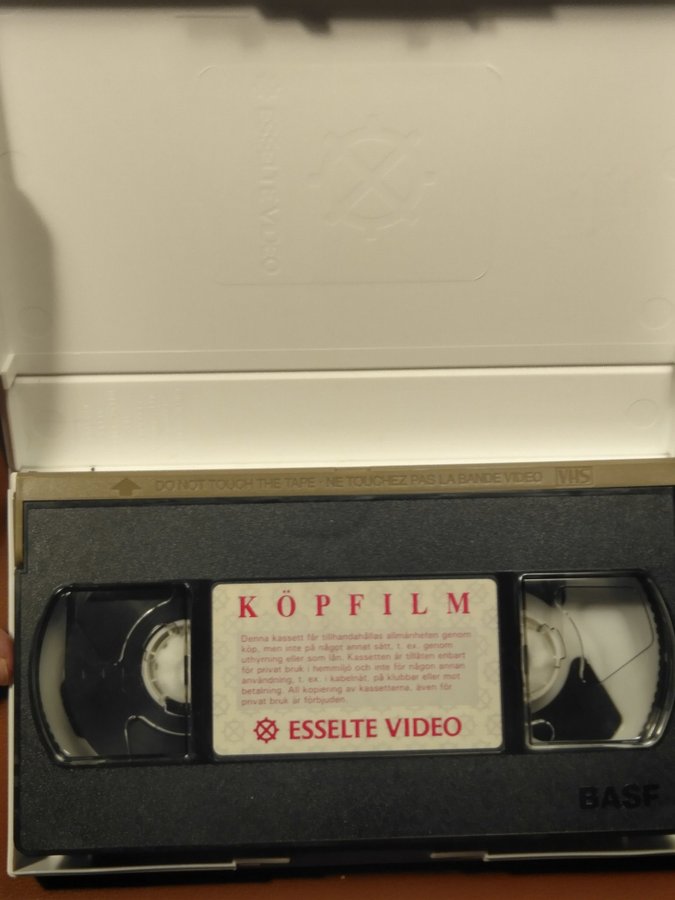 ESSELTE VIDEO
DO NOT TOUCH THE TAPE · NE TOUCHEZ PAS LA BANDE VIDEO VHS
KÖPFILM
Denna kassett får tillhandahållas allmänheten genom
köp, men inte på något annat sätt, t. ex. genom
uthyrning eller som lån. Kassetten är tillåten enbart
för privat bruk i hemmiljö och inte för någon annan
användning, t. ex. i kabelnät, på klubbar eller mot
betalning. All kopiering av kassetterna, även för
privat bruk är förbjuden.
ESSELTE VIDEO
BASF